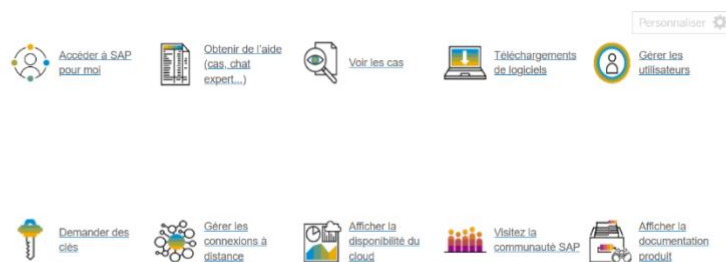 Personnaliser
Accéder à SAP
pour moi
Obtenir de l'aide
(cas, chat
expert...)
Voir les cas
Téléchargements
de logiciels
Gérer les
utilisateurs
Demander des
clés
Gérer les
connexions à
distance
Afficher la
disponibilité du
cloud
Visitez la
communauté SAP
Afficher la
documentation
produit